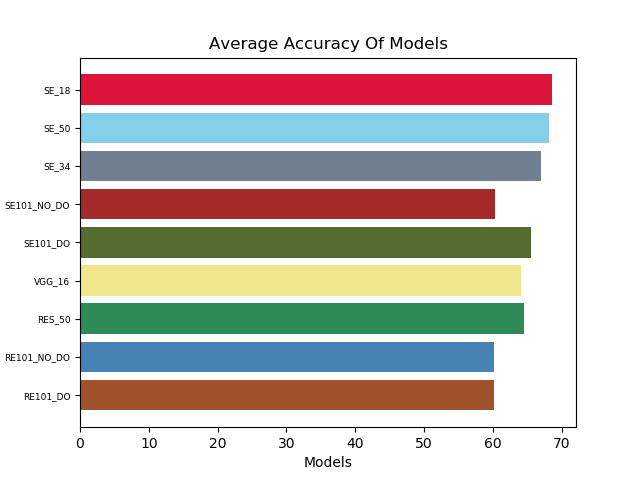 Average Accuracy Of Models
SE_18
SE_50
SE_34
SE101_NO_DO
SE101_DO
VGG_16
RES_50
RE101_NO_DO
RE101_DO
0 10 20 30 40 50 60 70
Models